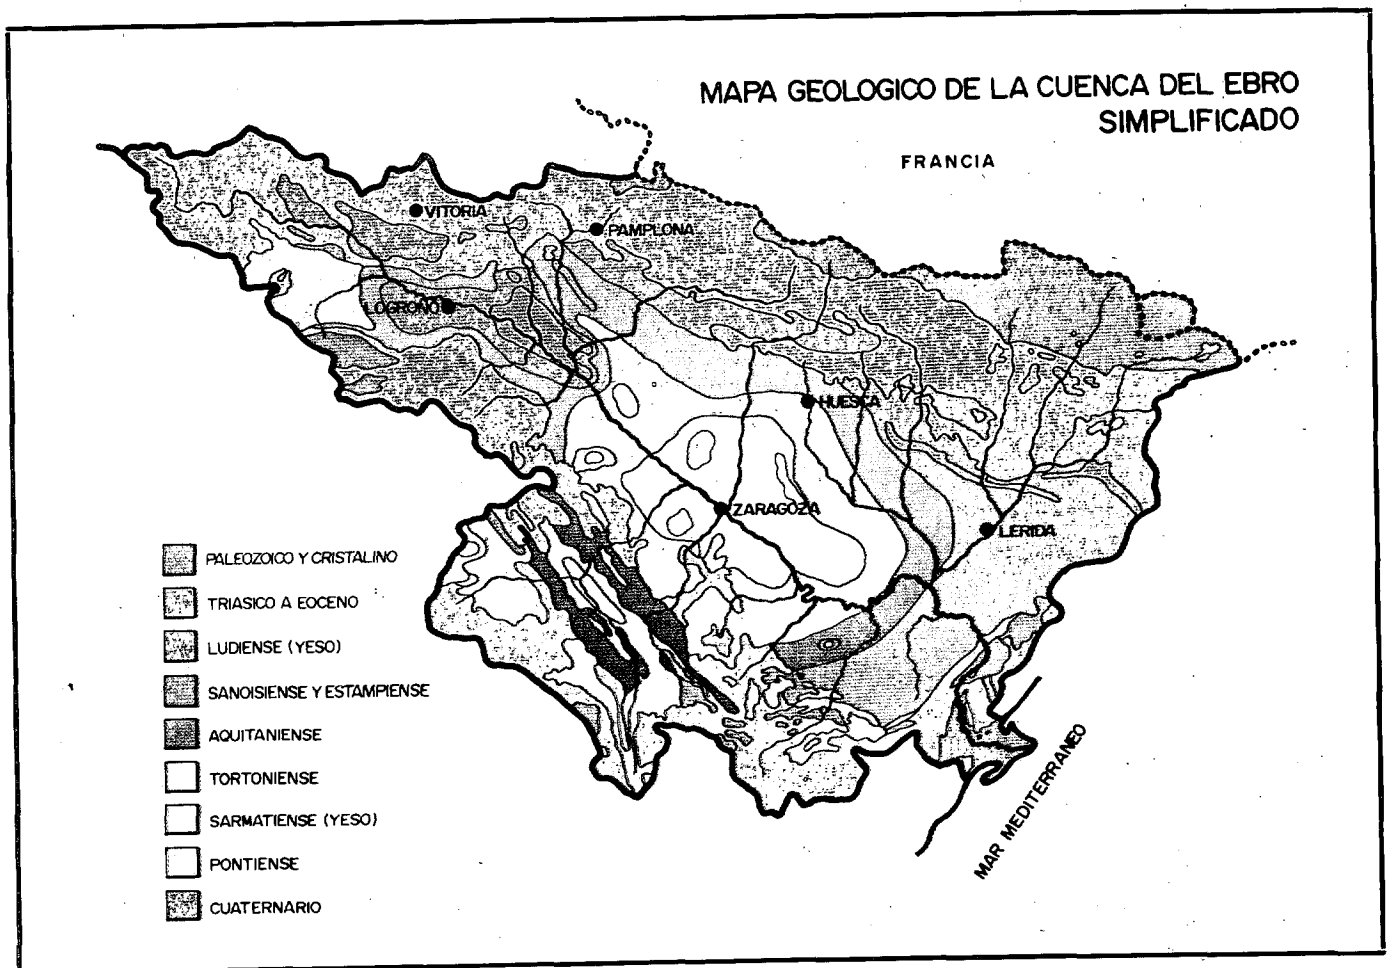 MAPA GEOLOGICO DE LA CUENCA DEL EBRO
SIMPLIFICADO
FRANCIA
VITORIA
PAMPLONA
LOGROÑO
HUESCA
ZARAGOZA
LERIDA
MAR MEDITERRANEO
PALEOZOICO Y CRISTALINO
TRIASICO A EOCENO
LUDIENSE (YESO)
SANOISIENSE Y ESTAMPIENSE
AQUITANIENSE
TORTONIENSE
SARMATIENSE (YESO)
PONTIENSE
CUATERNARIO